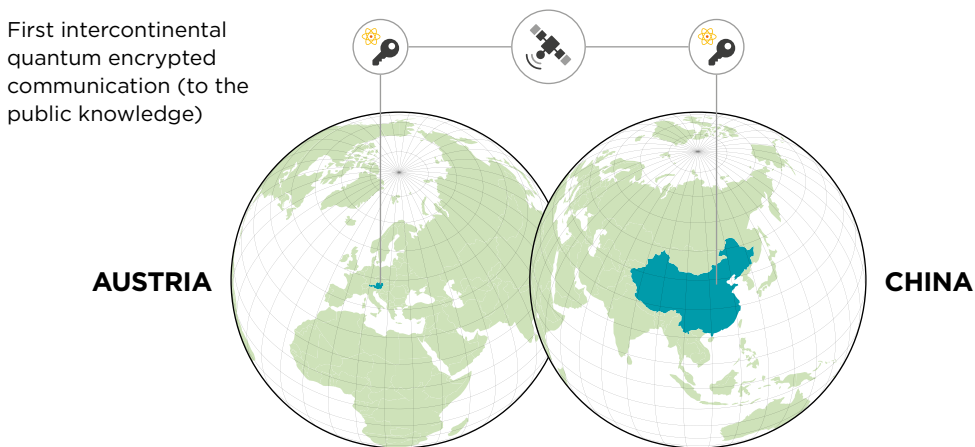 First intercontinental
quantum encrypted
communication (to the
public knowledge)
AUSTRIA
CHINA